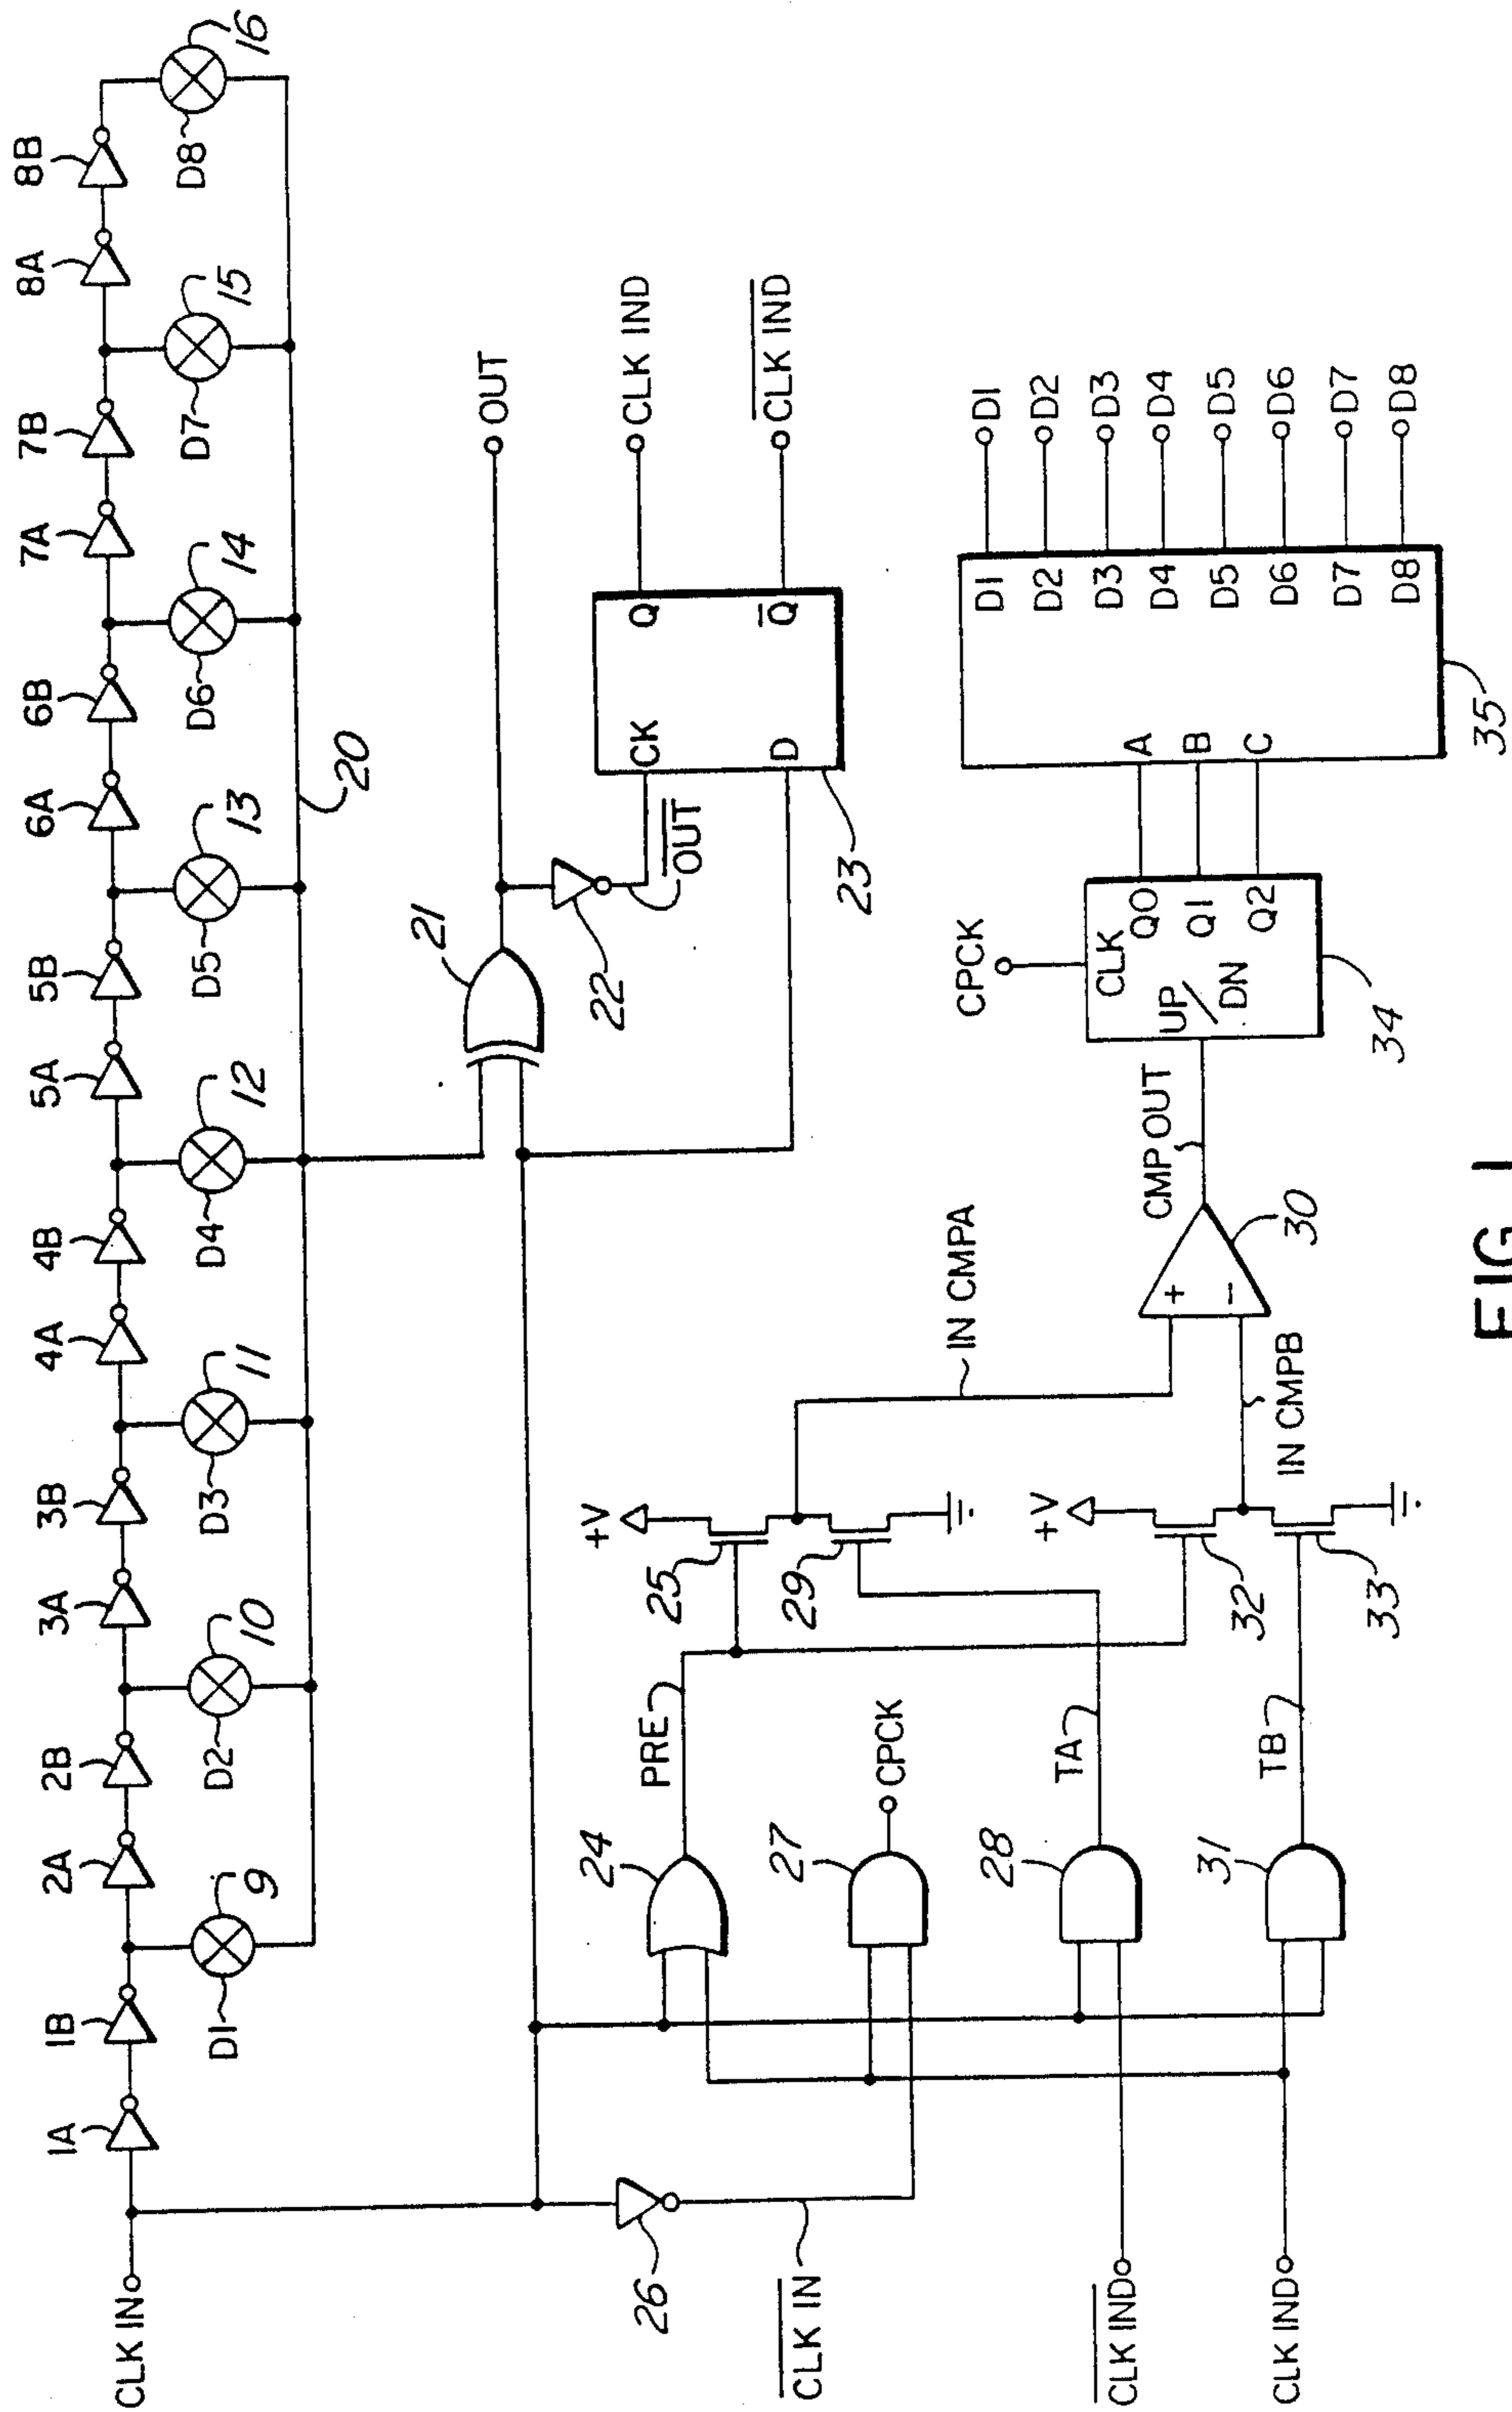 1A 1B 2A 2B 3A 3B 4A 4B 5A 5B 6A 6B 7A 7B 8A 8B
CLK IN
D1 9 D2 10 D3 11 D4 12 D5 13 D6 14 D7 15 D8 16
20
21
OUT
22
OUT
CK Q
D Q
CLK IND
CLK IND
23
26
CLK IN
24
PRE
27
CPCK
28
TA
31
TB
CLK IND
CLK IND
+V
25
29
+V
32
33
IN CMPA
IN CMPB
+
-
30
CMP OUT
CPCK
CLK
UP/DN
Q0
Q1
Q2
34
A
B
C
D1 D1
D2 D2
D3 D3
D4 D4
D5 D5
D6 D6
D7 D7
D8 D8
35
FIG. 1